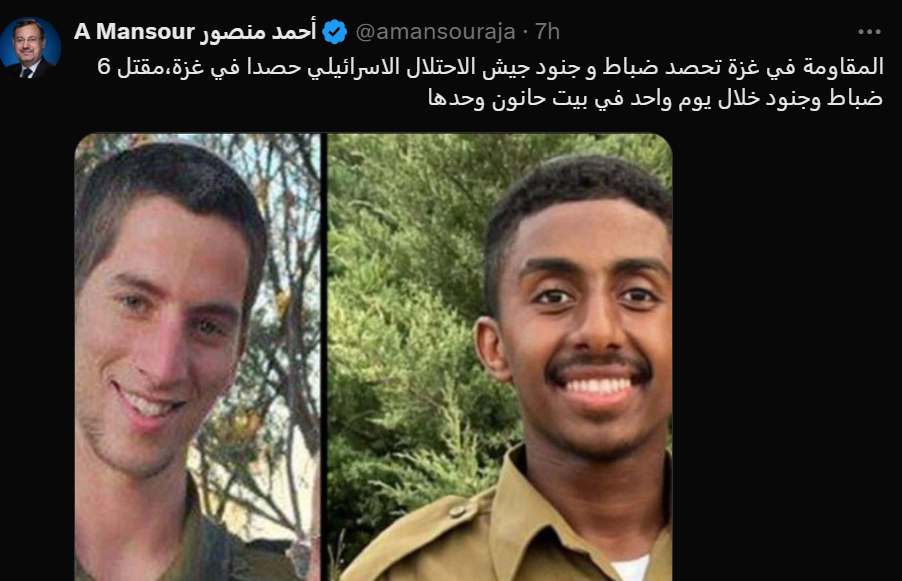 A Mansour أحمد منصور @amansouraja · 7h
المقاومة في غزة تحصد ضباط و جنود جيش الاحتلال الاسرائيلي حصدا في غزة،مقتل 6
ضباط وجنود خلال يوم واحد في بيت حانون وحدها